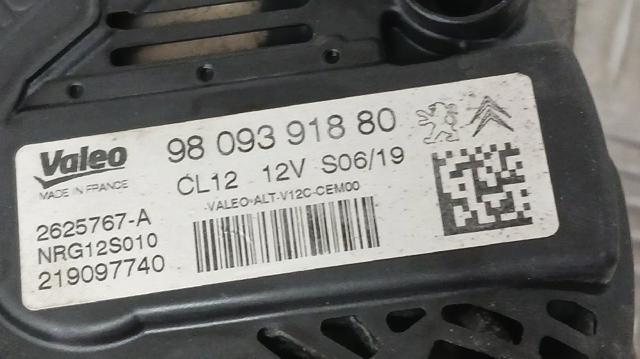 Valeo
MADE IN FRANCE
98 093 918 80
CL12 12V S06/19
-VALEO-ALT-V12C-CEM00
2625767-A
NRG12S010
219097740